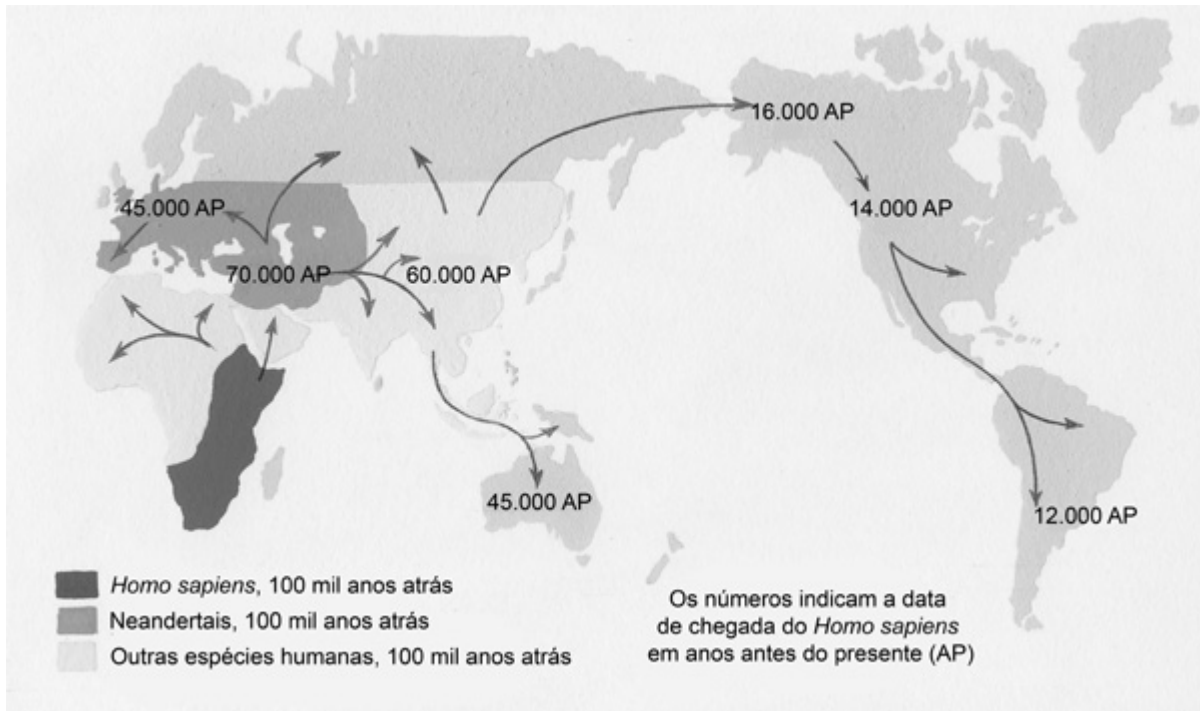 16.000 AP
45.000 AP
14.000 AP
70.000 AP
60.000 AP
45.000 AP
12.000 AP
Homo sapiens, 100 mil anos atrás
Neandertais, 100 mil anos atrás
Outras espécies humanas, 100 mil anos atrás
Os números indicam a data
de chegada do Homo sapiens
em anos antes do presente (AP)